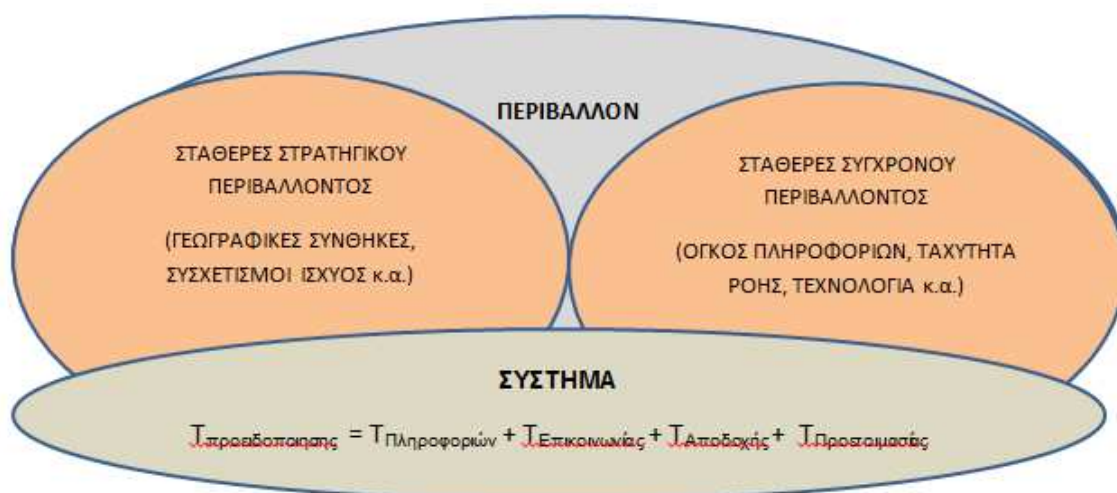 ΠΕΡΙΒΑΛΛΟΝ
ΣΤΑΘΕΡΕΣ ΣΤΡΑΤΗΓΙΚΟΥ
ΠΕΡΙΒΑΛΛΟΝΤΟΣ
(ΓΕΩΓΡΑΦΙΚΕΣ ΣΥΝΘΗΚΕΣ,
ΣΥΣΧΕΤΙΣΜΟΙ ΙΣΧΥΟΣ κ.α.)
ΣΤΑΘΕΡΕΣ ΣΥΓΧΡΟΝΟΥ
ΠΕΡΙΒΑΛΛΟΝΤΟΣ
(ΟΓΚΟΣ ΠΛΗΡΟΦΟΡΙΩΝ, ΤΑΧΥΤΗΤΑ
ΡΟΗΣ, ΤΕΧΝΟΛΟΓΙΑ κ.α.)
ΣΥΣΤΗΜΑ
Τπροειδοποιησης = ΤΠληροφοριών + ΤΕπικοινωνίας + ΤΑποδοχής + ΤΠροετοιμασίας